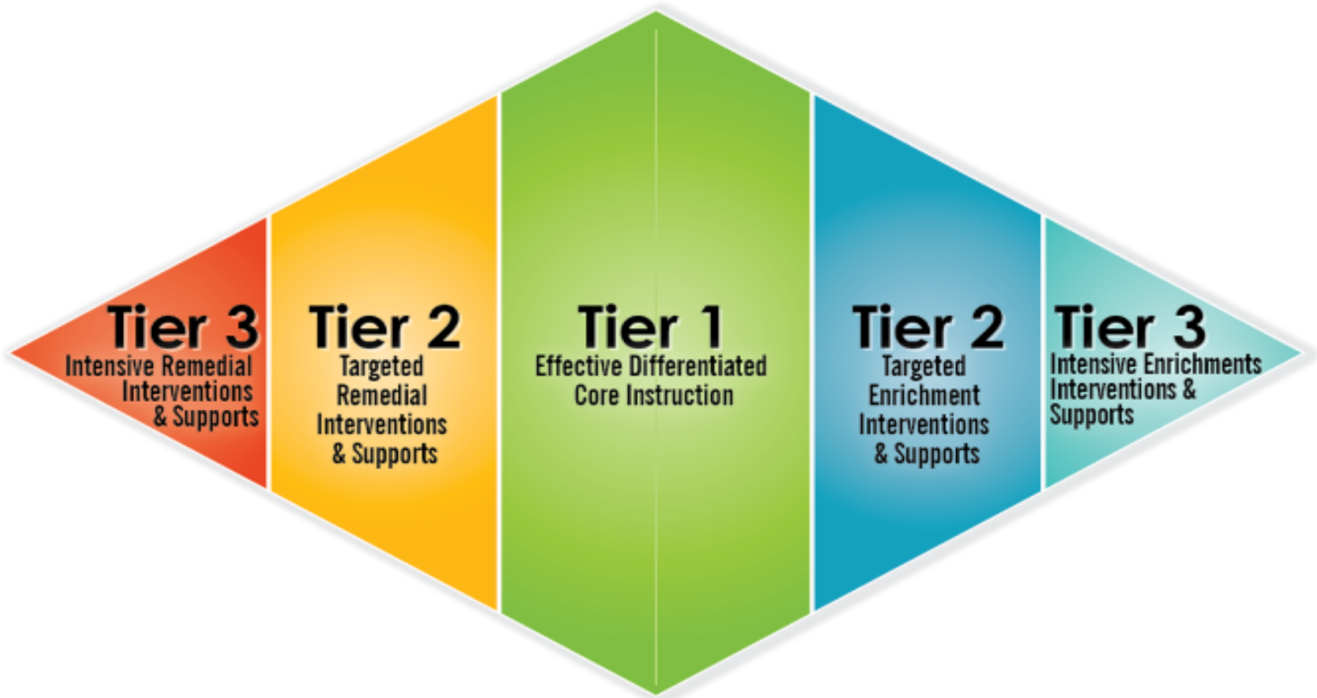 Tier 3
Intensive Remedial
Interventions
& Supports
Tier 2
Targeted
Remedial
Interventions
& Supports
Tier 1
Effective Differentiated
Core Instruction
Tier 2
Targeted
Enrichment
Interventions
& Supports
Tier 3
Intensive Enrichments
Interventions &
Supports